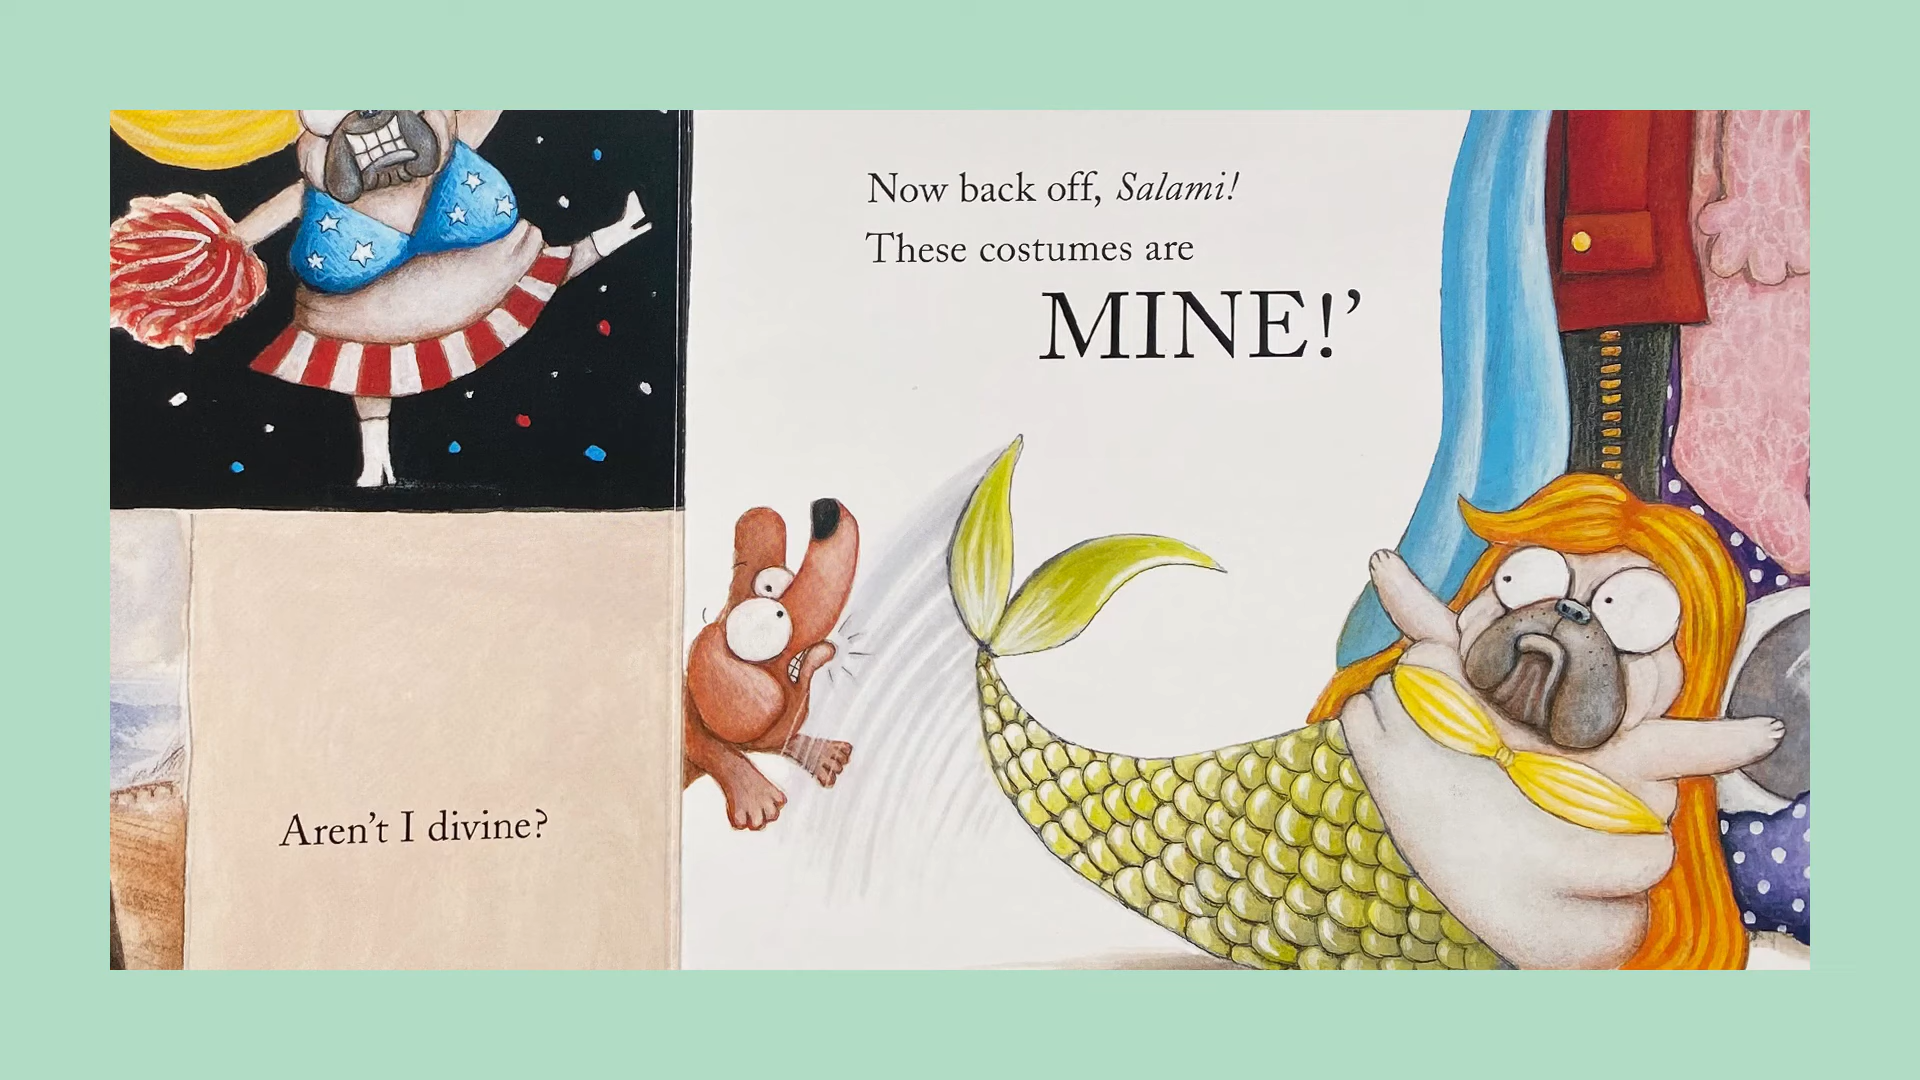 Aren't I divine?
Now back off, Salami!
These costumes are
MINE!’